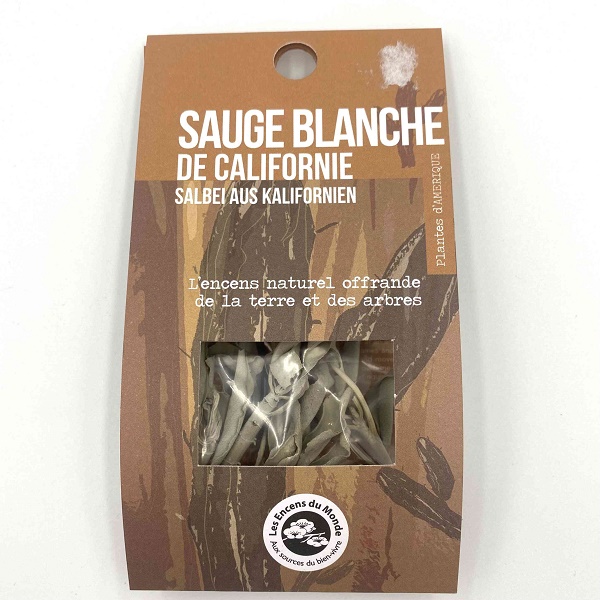 SAUGE BLANCHE
DE CALIFORNIE
SALBEI AUS KALIFORNIEN
Plantes d'AMERIQUE
L'encens naturel offrande
de la terre et des arbres
Les Encens du Monde
Aux sources du bien-vivre